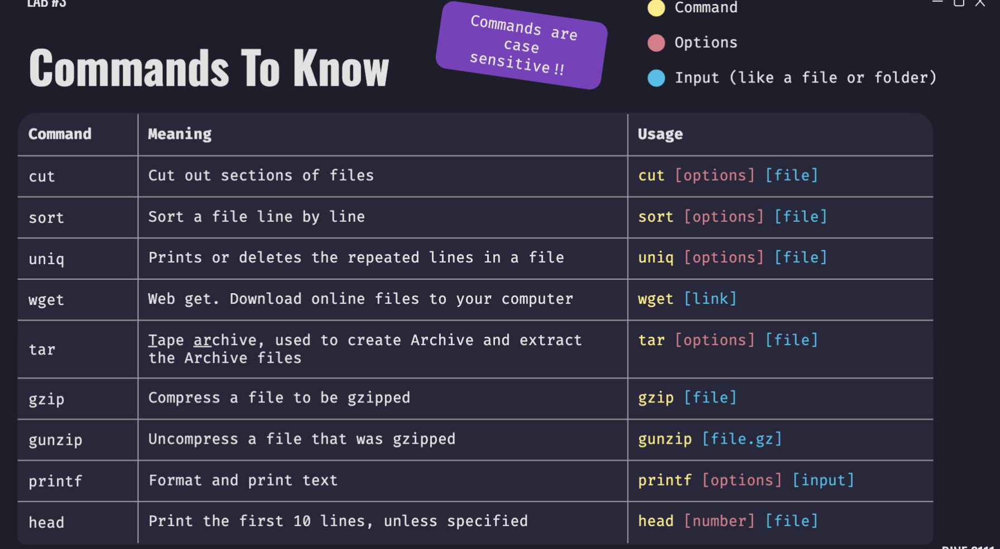 LAB #3
Commands are
case
sensitive!!
Command
Options
Input (like a file or folder)
Commands To Know
Command Meaning Usage
cut Cut out sections of files cut [options] [file]
sort Sort a file line by line sort [options] [file]
uniq Prints or deletes the repeated lines in a file uniq [options] [file]
wget Web get. Download online files to your computer wget [link]
tar Tape archive, used to create Archive and extract tar [options] [file]
the Archive files
gzip Compress a file to be gzipped gzip [file]
gunzip Uncompress a file that was gzipped gunzip [file.gz]
printf Format and print text printf [options] [input]
head Print the first 10 lines, unless specified head [number] [file]